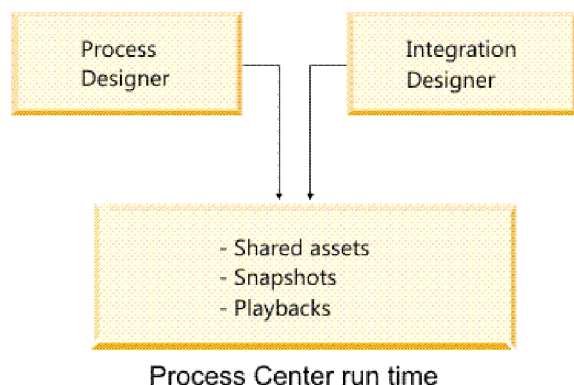 Process
Designer
Integration
Designer
- Shared assets
- Snapshots
- Playbacks
Process Center run time